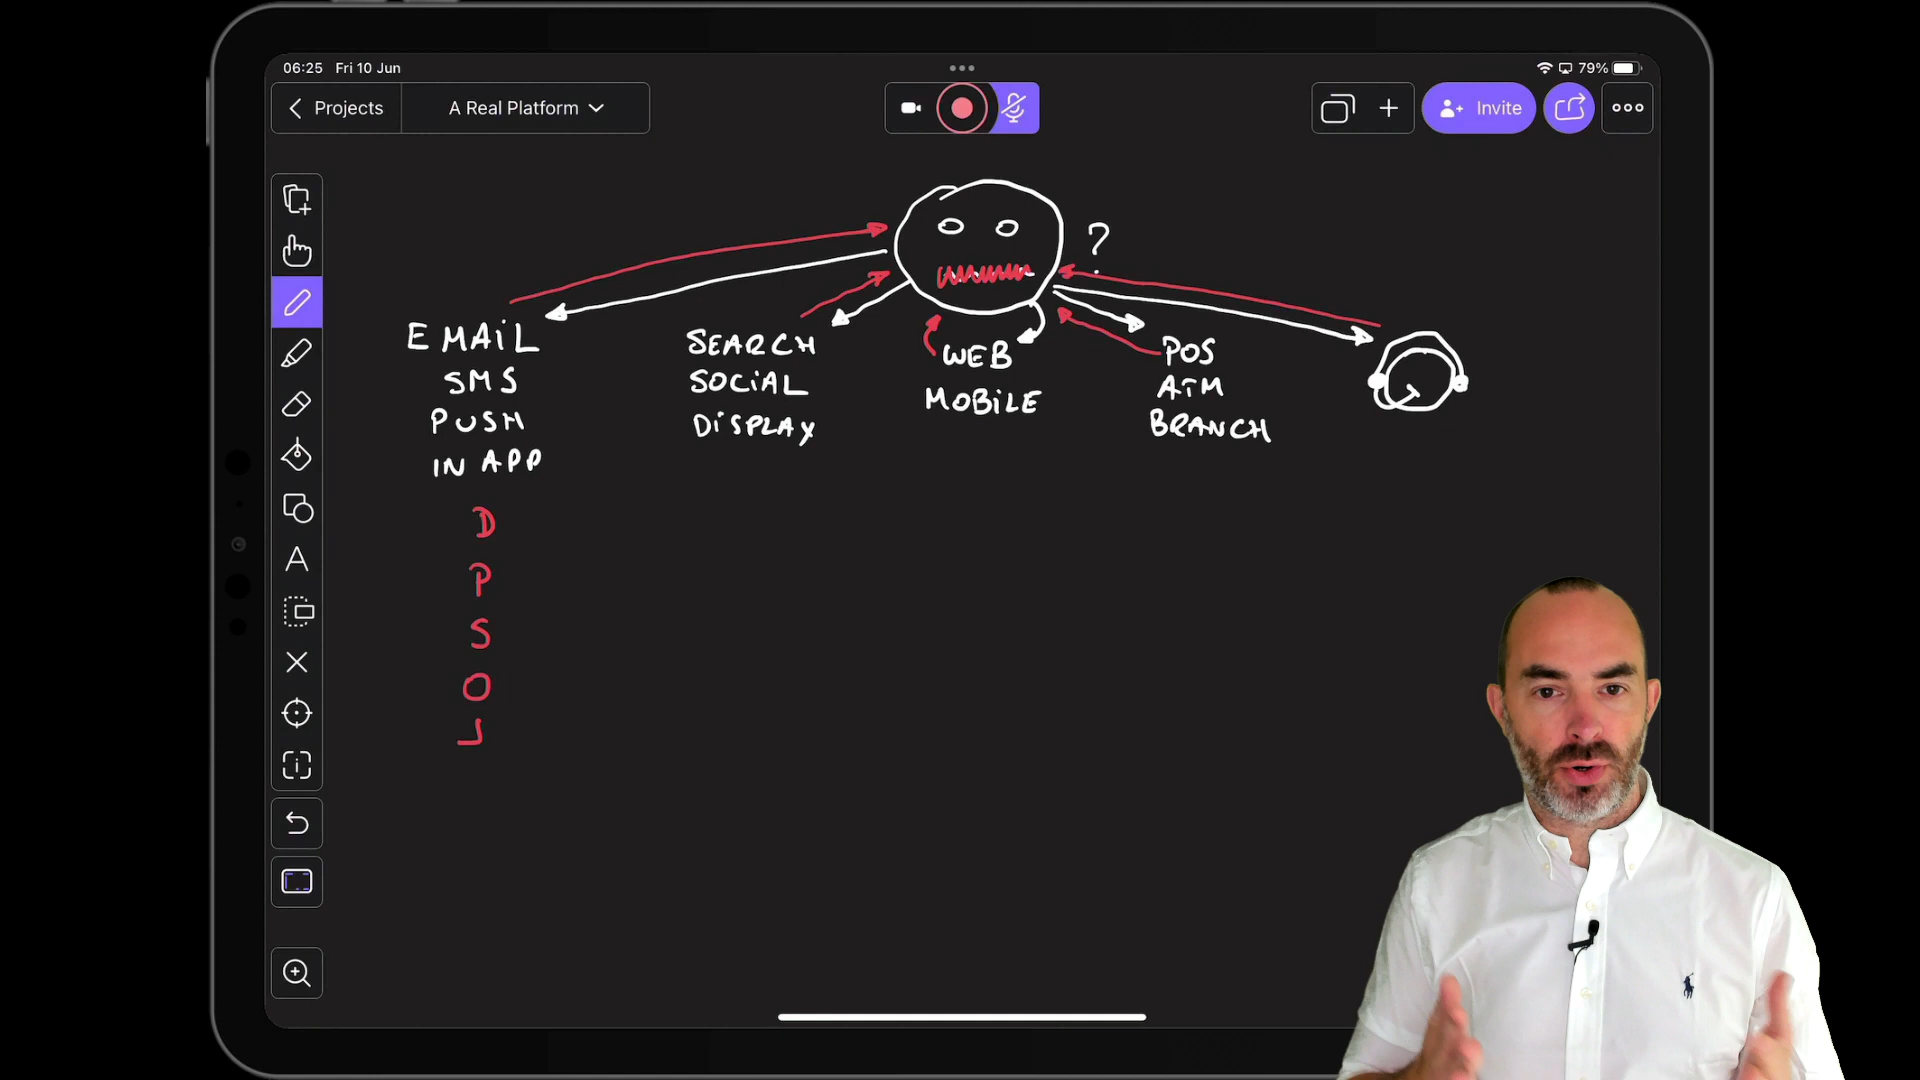 06:25 Fri 10 Jun
79%
Projects
A Real Platform
Invite
?
EMAiL
SMS
PUSH
IN APP
SEARCH
SOCiAL
DiSPLAY
WEB
MOBiLE
POS
ATM
BRANCH
D
P
S
O